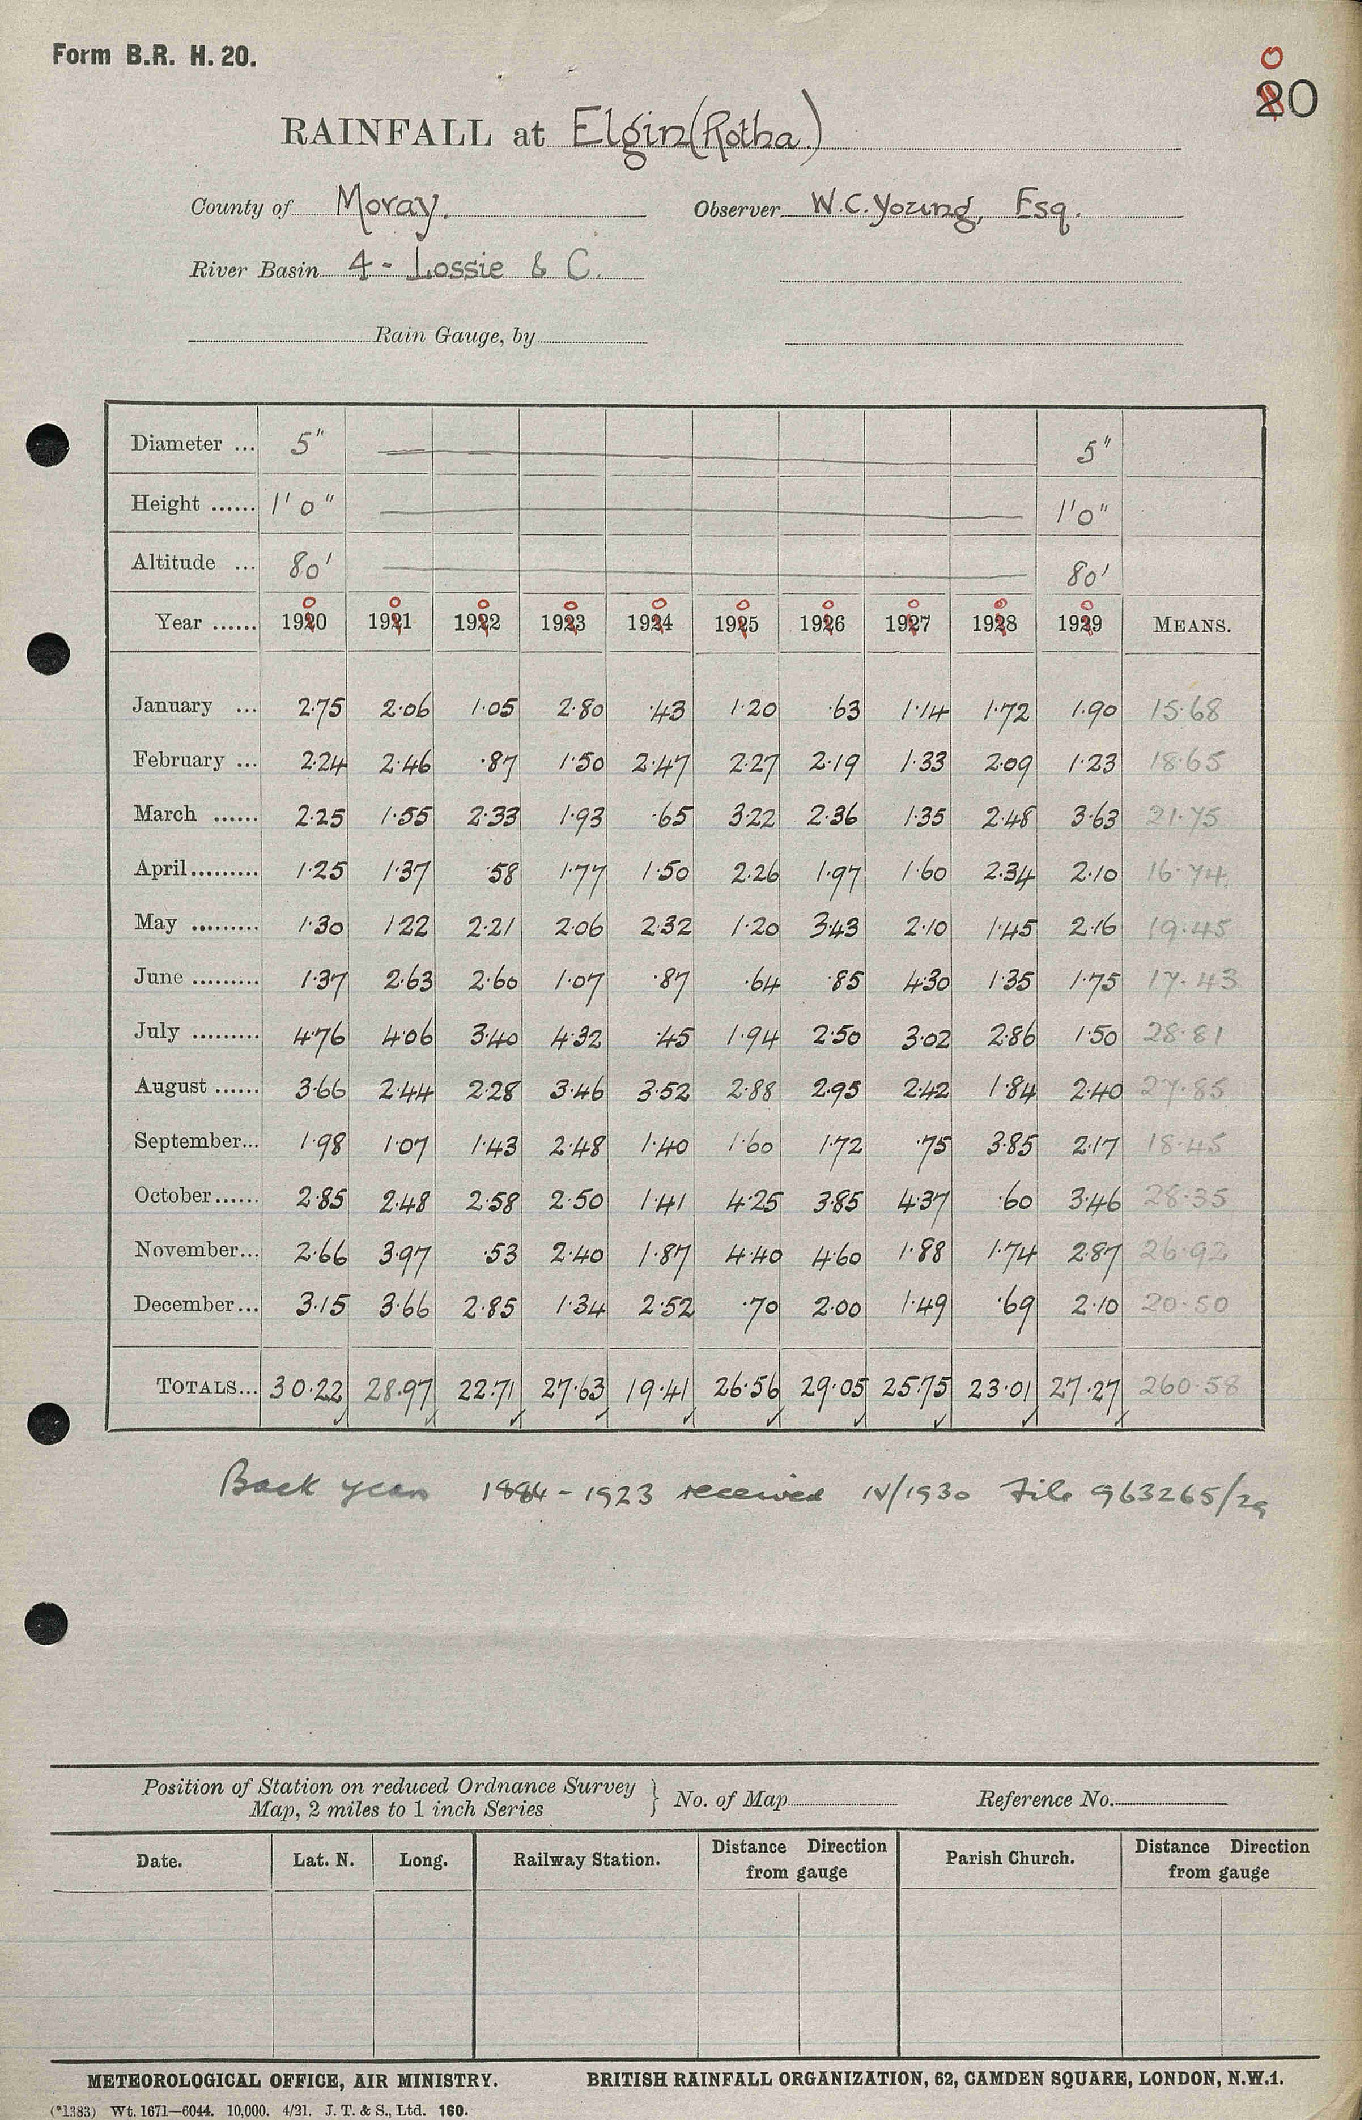 Form B.R. H. 20.
0
20
RAINFALL at Elgin (Rotha.)
County of Moray. Observer W.C. Young, Esq.
River Basin 4 - Lossie & C.
Rain Gauge, by
Diameter ... 5" 5"
Height ...... 1' 0" 1' 0"
Altitude ... 80' 80'
0 0 0 0 0 0 0 0 0 0
Year ...... 1920 1921 1922 1923 1924 1925 1926 1927 1928 1929 MEANS.
January ... 2.75 2.06 1.05 2.80 .43 1.20 .63 1.14 1.72 1.90 15.68
February ... 2.24 2.46 .87 1.50 2.47 2.27 2.19 1.33 2.09 1.23 18.65
March ...... 2.25 1.55 2.33 1.93 .65 3.22 2.36 1.35 2.48 3.63 21.75
April ......... 1.25 1.37 .58 1.77 1.50 2.26 1.97 1.60 2.34 2.10 16.74
May ......... 1.30 1.22 2.21 2.06 2.32 1.20 3.43 2.10 1.45 2.16 19.45
June ......... 1.37 2.63 2.60 1.07 .87 .64 .85 4.30 1.35 1.75 17.43
July ......... 4.76 4.06 3.40 4.32 .45 1.94 2.50 3.02 2.86 1.50 28.81
August ...... 3.66 2.44 2.28 3.46 3.52 2.88 2.95 2.42 1.84 2.40 27.85
September... 1.98 1.07 1.43 2.48 1.40 1.60 1.72 .75 3.85 2.17 18.45
October ...... 2.85 2.48 2.58 2.50 1.41 4.25 3.85 4.37 .60 3.46 28.35
November... 2.66 3.97 .53 2.40 1.87 4.40 4.60 1.88 1.74 2.87 26.92
December... 3.15 3.66 2.85 1.34 2.52 .70 2.00 1.49 .69 2.10 20.50
TOTALS... 30.22 28.97 22.71 27.63 19.41 26.56 29.05 25.75 23.01 27.27 260.58
Back years 1884 - 1923 received IV/1930 File 963265/29
Position of Station on reduced Ordnance Survey
Map, 2 miles to 1 inch Series } No. of Map Reference No.
Date. Lat. N. Long. Railway Station. Distance from gauge Direction Parish Church. Distance from gauge Direction
METEOROLOGICAL OFFICE, AIR MINISTRY. BRITISH RAINFALL ORGANIZATION, 62, CAMDEN SQUARE, LONDON, N.W.1.
(*1383) Wt. 1671—6044. 10,000. 4/21. J. T. & S., Ltd. 160.